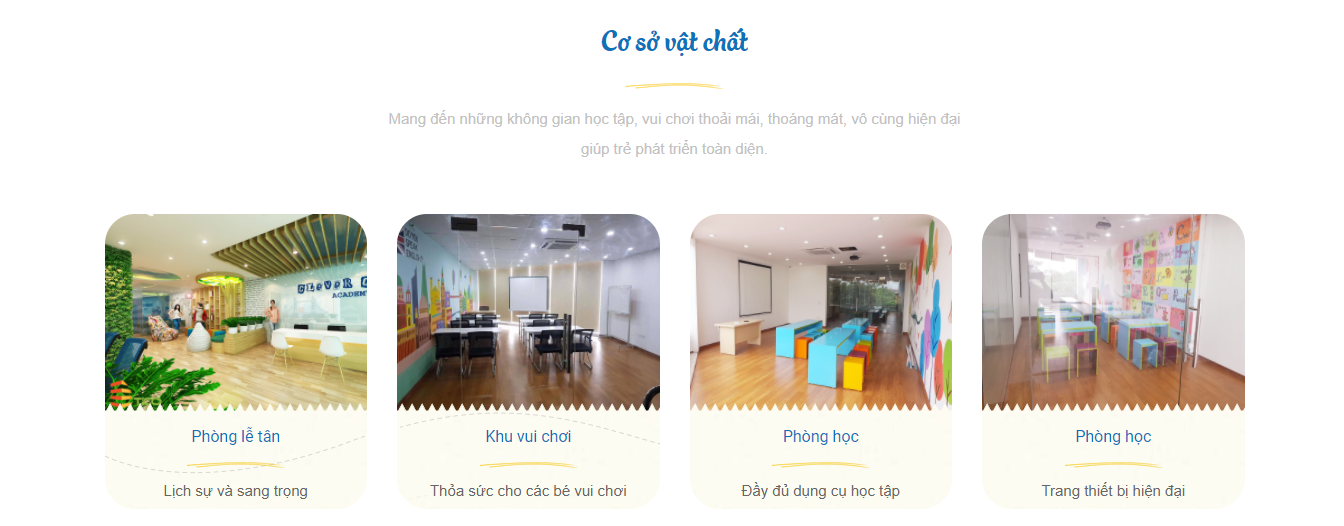 Cơ sở vật chất
Mang đến những không gian học tập, vui chơi thoải mái, thoáng mát, vô cùng hiện đại
giúp trẻ phát triển toàn diện.
CLEVER
ACADEMY
Phòng lễ tân
Khu vui chơi
Phòng học
Phòng học
Lịch sự và sang trọng
Thỏa sức cho các bé vui chơi
Đầy đủ dụng cụ học tập
Trang thiết bị hiện đại